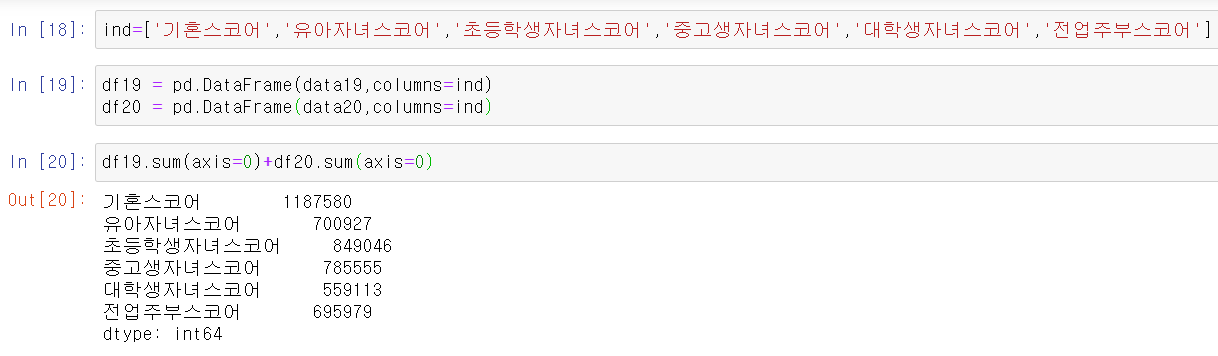 In [18]: ind=['기혼스코어','유아자녀스코어','초등학생자녀스코어','중고생자녀스코어','대학생자녀스코어','전업주부스코어']
In [19]: df19 = pd.DataFrame(data19,columns=ind)
df20 = pd.DataFrame(data20,columns=ind)
In [20]: df19.sum(axis=0)+df20.sum(axis=0)
Out[20]: 기혼스코어 1187580
유아자녀스코어 700927
초등학생자녀스코어 849046
중고생자녀스코어 785555
대학생자녀스코어 559113
전업주부스코어 695979
dtype: int64